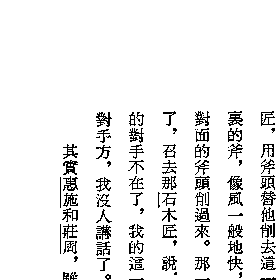 匠，用斧頭替他削去這
裏的斧，像風一般地快，
對面的斧頭削過來。那一
了，召去那石木匠，說，
的對手不在了，我的這一
對手方，我沒人講話了。
其實惠施和莊周，雖